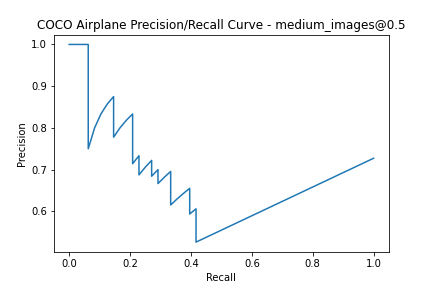 COCO Airplane Precision/Recall Curve - medium_images@0.5
1.0
0.9
0.8
0.7
0.6
Precision
0.0 0.2 0.4 0.6 0.8 1.0
Recall